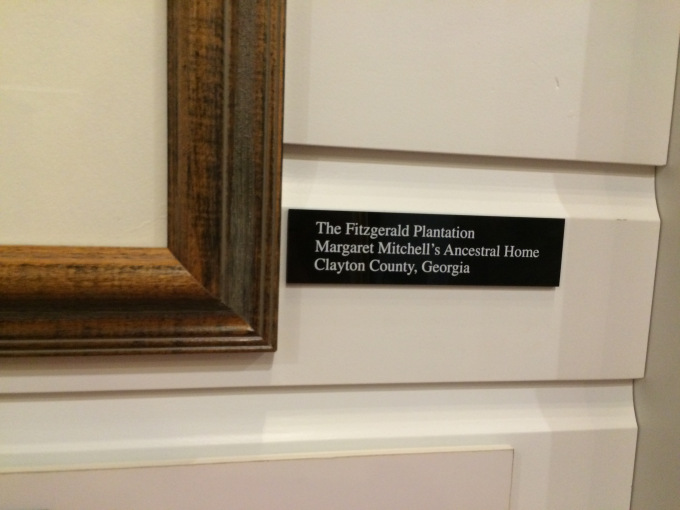 The Fitzgerald Plantation
Margaret Mitchell's Ancestral Home
Clayton County, Georgia